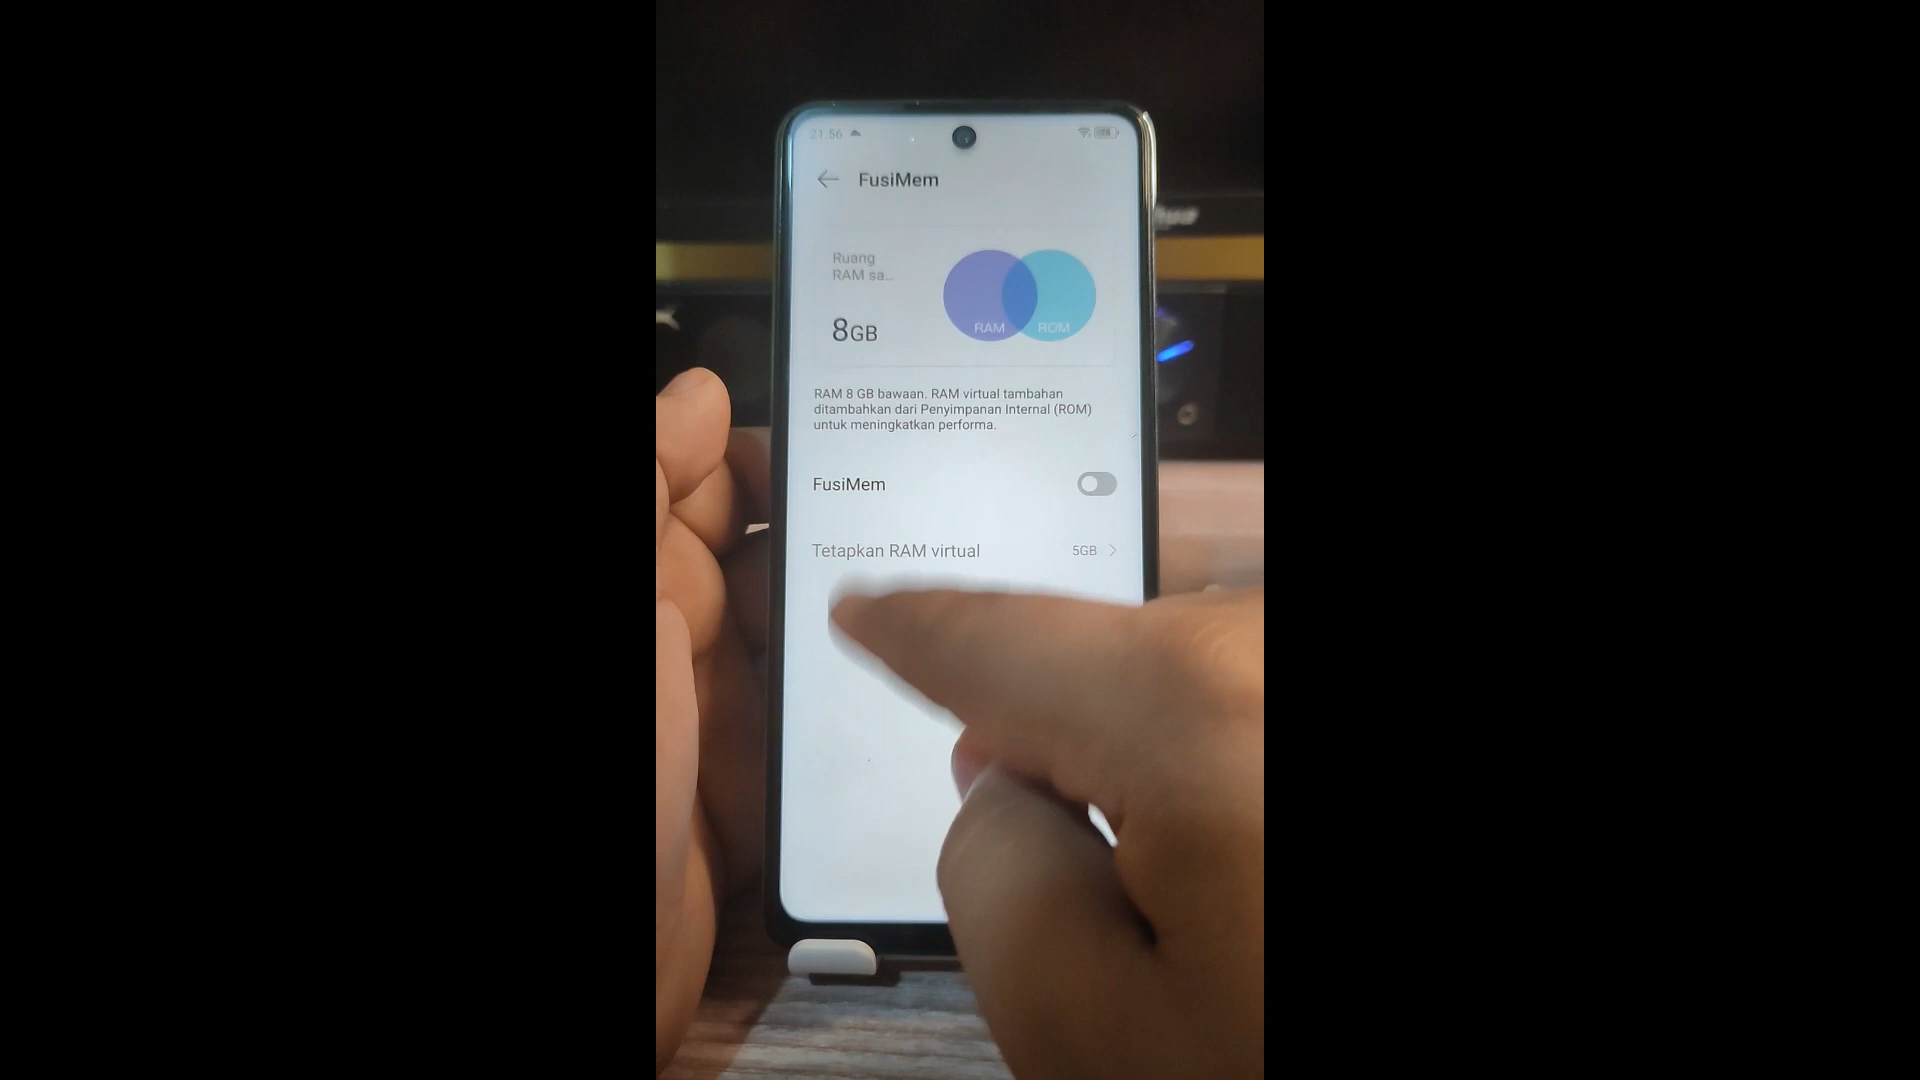 21.56
FusiMem
Ruang
RAM sa...
8GB
RAM
ROM
RAM 8 GB bawaan. RAM virtual tambahan
ditambahkan dari Penyimpanan Internal (ROM)
untuk meningkatkan performa.
FusiMem
Tetapkan RAM virtual
5GB